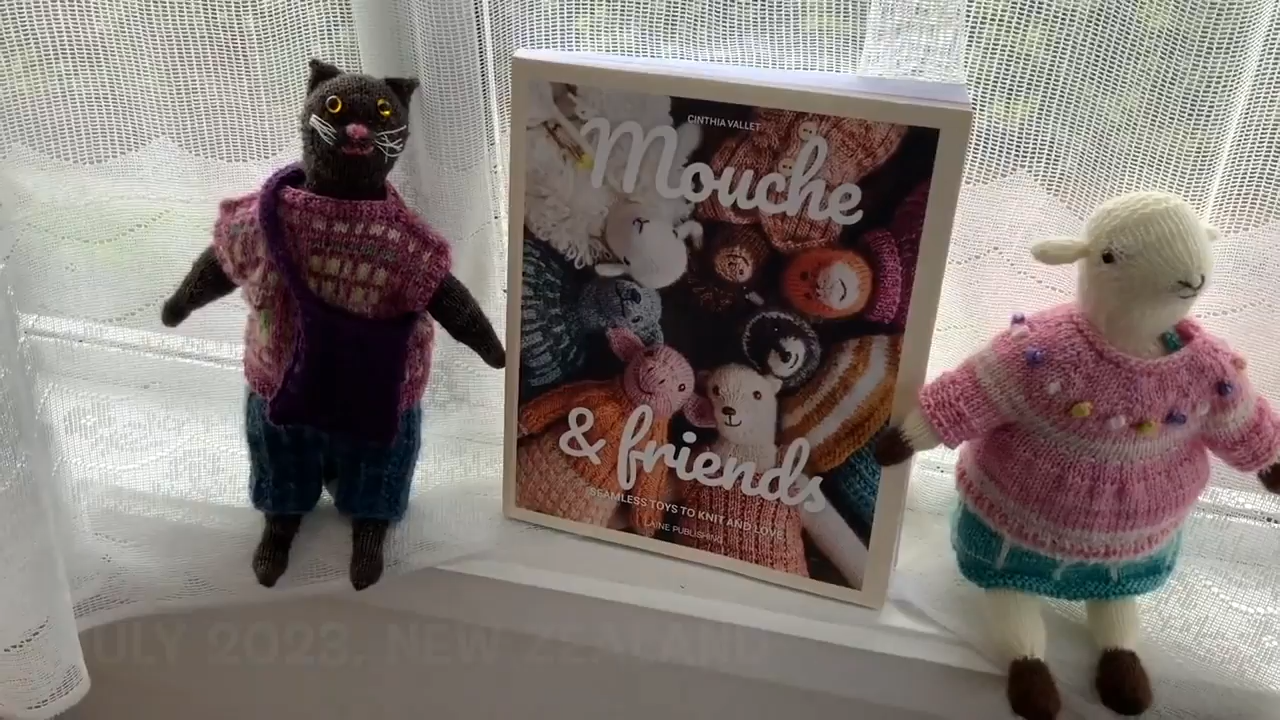 CINTHIA VALLET
Mouche
& friends
SEAMLESS TOYS TO KNIT AND LOVE
LAINE PUBLISHING
JULY 2023, NEW ZEALAND